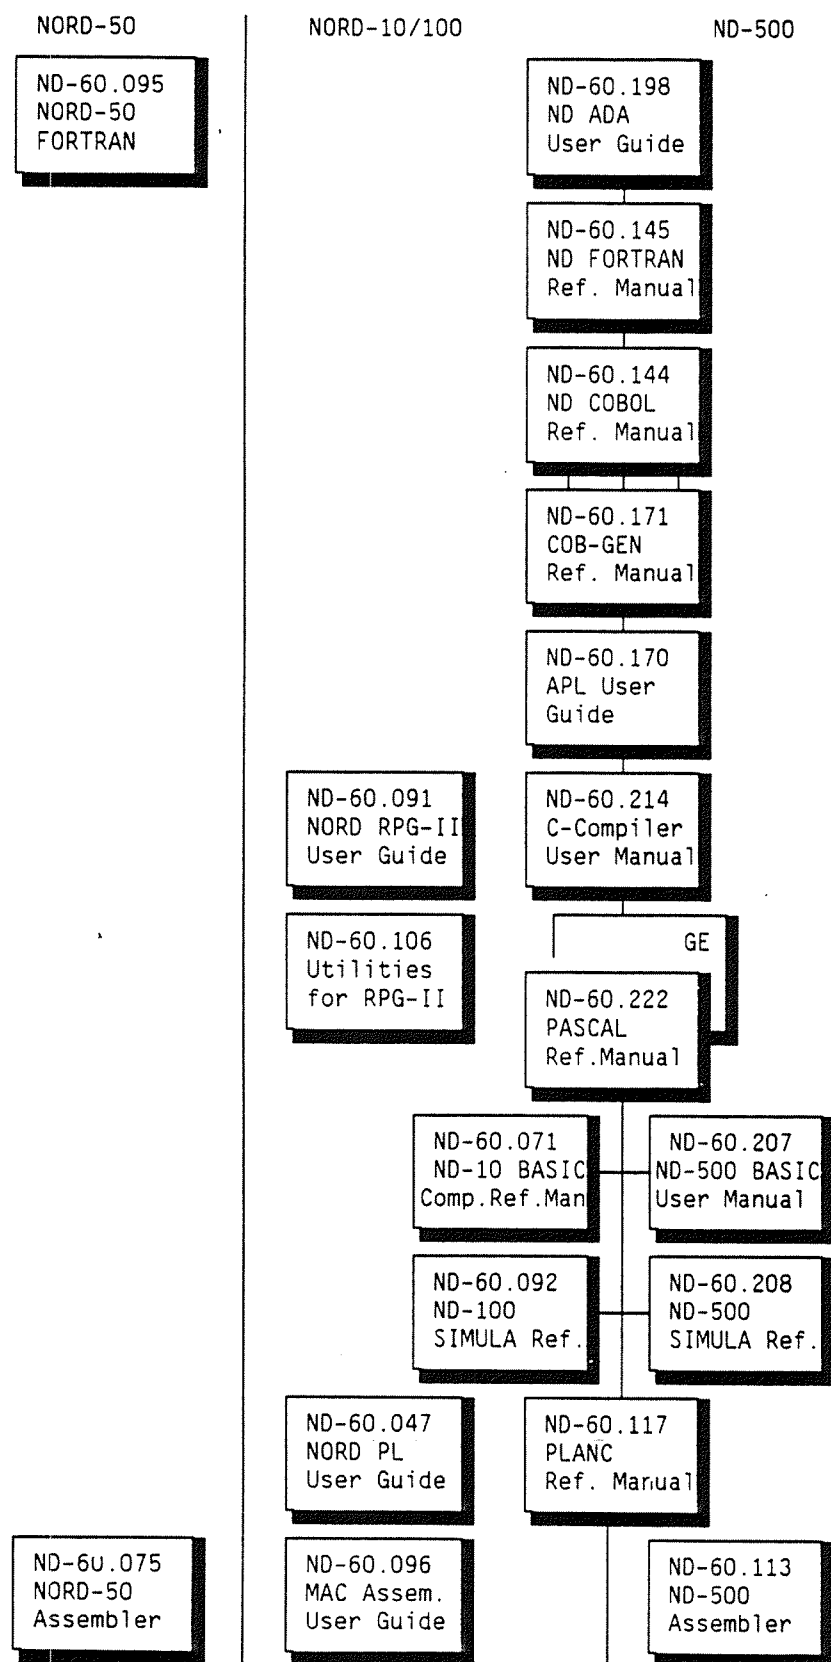 NORD-50
NORD-10/100
ND-500
ND-60.095
NORD-50
FORTRAN
ND-60.198
ND ADA
User Guide
ND-60.145
ND FORTRAN
Ref. Manual
ND-60.144
ND COBOL
Ref. Manual
ND-60.171
COB-GEN
Ref. Manual
ND-60.170
APL User
Guide
ND-60.091
NORD RPG-II
User Guide
ND-60.214
C-Compiler
User Manual
ND-60.106
Utilities
for RPG-II
GE
ND-60.222
PASCAL
Ref.Manual
ND-60.071
ND-10 BASIC
Comp.Ref.Man
ND-60.207
ND-500 BASIC
User Manual
ND-60.092
ND-100
SIMULA Ref.
ND-60.208
ND-500
SIMULA Ref.
ND-60.047
NORD PL
User Guide
ND-60.117
PLANC
Ref. Manual
ND-60.075
NORD-50
Assembler
ND-60.096
MAC Assem.
User Guide
ND-60.113
ND-500
Assembler